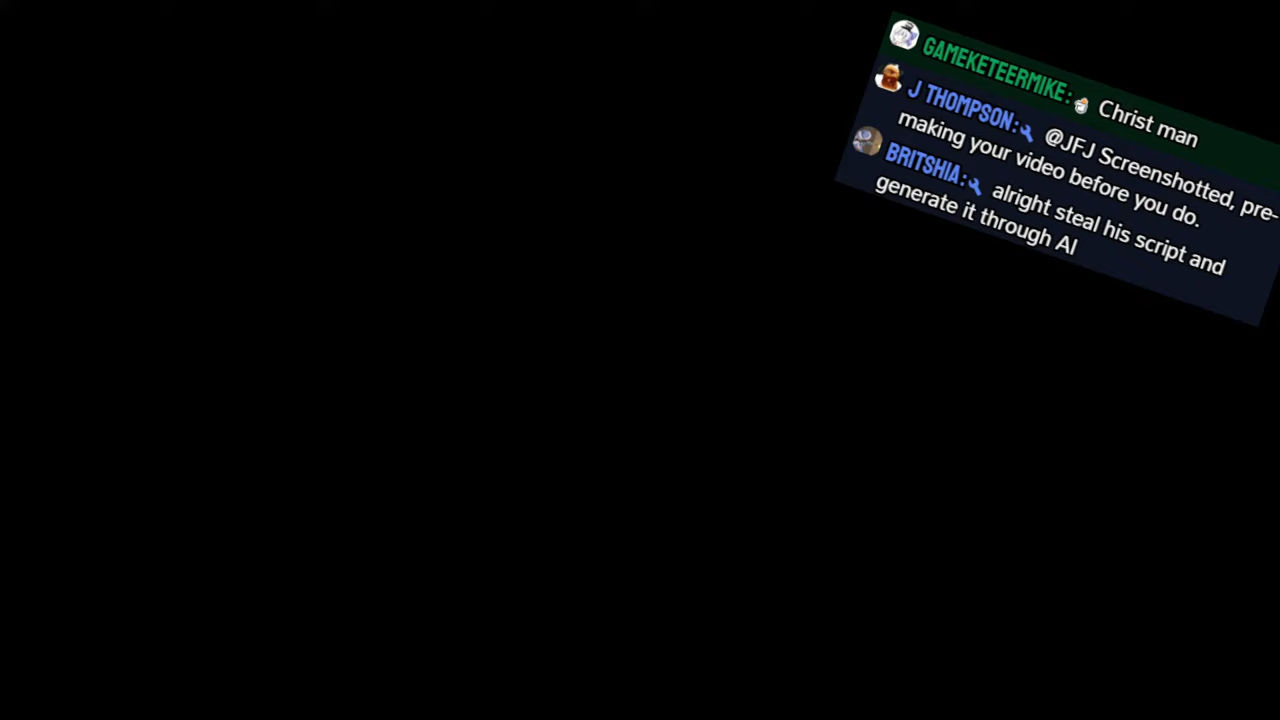 GAMEKETEERMIKE: Christ man
J THOMPSON: @JFJ Screenshotted, pre-
making your video before you do.
BRITSHIA: alright steal his script and
generate it through AI